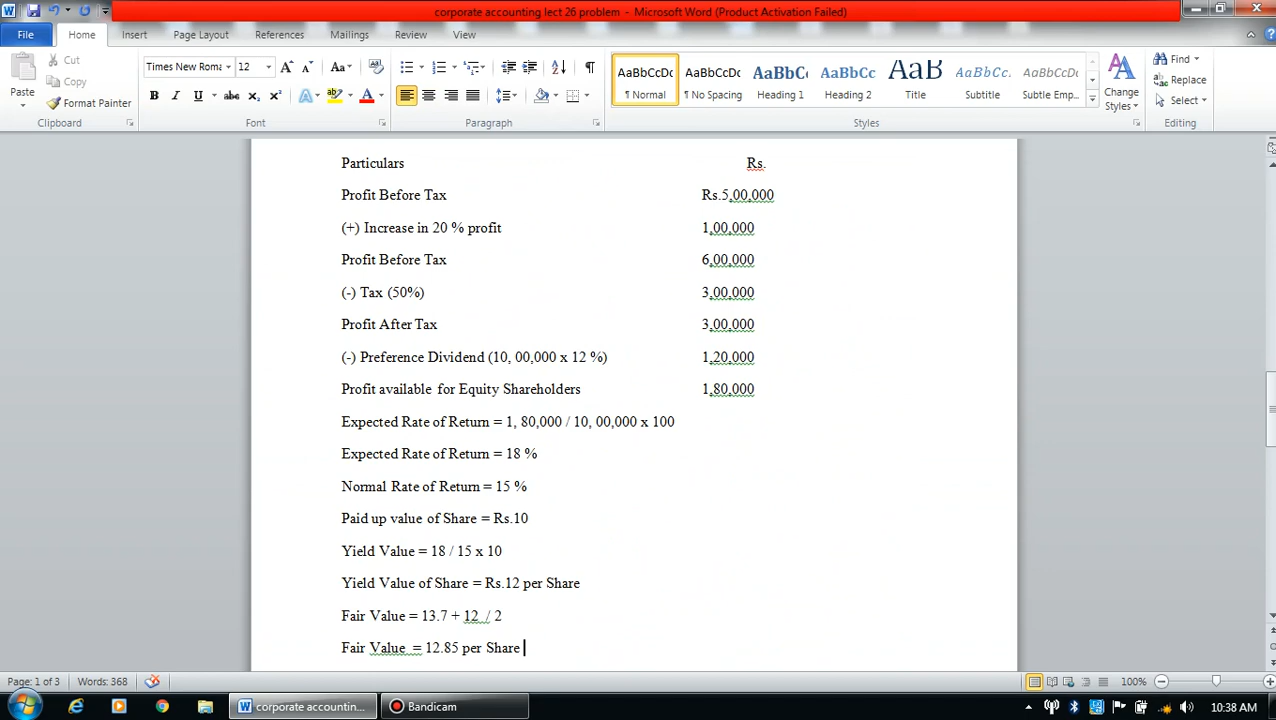 corporate accounting lect 26 problem - Microsoft Word (Product Activation Failed)
File Home Insert Page Layout References Mailings Review View
Cut
Copy
Paste
Format Painter
Clipboard
Times New Roma 12
Font
Paragraph
AaBbCcDc AaBbCcDc AaBbCc AaBbCc AaB AaBbCcL AaBbCcDc
¶ Normal ¶ No Spacing Heading 1 Heading 2 Title Subtitle Subtle Emp...
Change Styles
Styles
Find
Replace
Select
Editing
Particulars Rs.
Profit Before Tax Rs.5,00,000
(+) Increase in 20 % profit 1,00,000
Profit Before Tax 6,00,000
(-) Tax (50%) 3,00,000
Profit After Tax 3,00,000
(-) Preference Dividend (10, 00,000 x 12 %) 1,20,000
Profit available for Equity Shareholders 1,80,000
Expected Rate of Return = 1, 80,000 / 10, 00,000 x 100
Expected Rate of Return = 18 %
Normal Rate of Return = 15 %
Paid up value of Share = Rs.10
Yield Value = 18 / 15 x 10
Yield Value of Share = Rs.12 per Share
Fair Value = 13.7 + 12 / 2
Fair Value = 12.85 per Share
Page: 1 of 3 Words: 368 100%
corporate accountin... Bandicam 10:38 AM